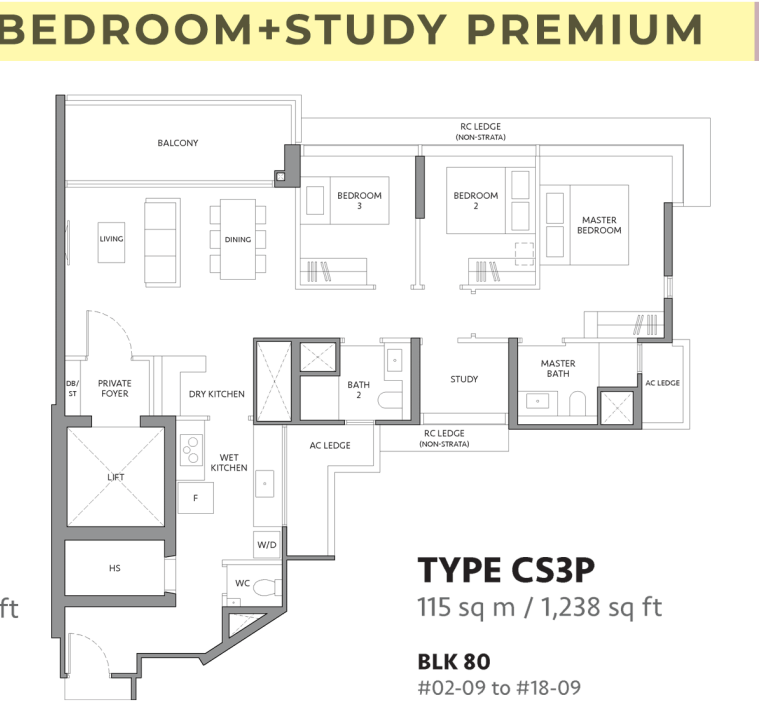 BEDROOM+STUDY PREMIUM
RC LEDGE
(NON-STRATA)
BALCONY
BEDROOM
3
BEDROOM
2
MASTER
BEDROOM
LIVING
DINING
DB/
ST
PRIVATE
FOYER
DRY KITCHEN
BATH
2
STUDY
MASTER
BATH
AC LEDGE
RC LEDGE
(NON-STRATA)
AC LEDGE
WET
KITCHEN
LIFT
F
W/D
HS
WC
ft
TYPE CS3P
115 sq m / 1,238 sq ft
BLK 80
#02-09 to #18-09